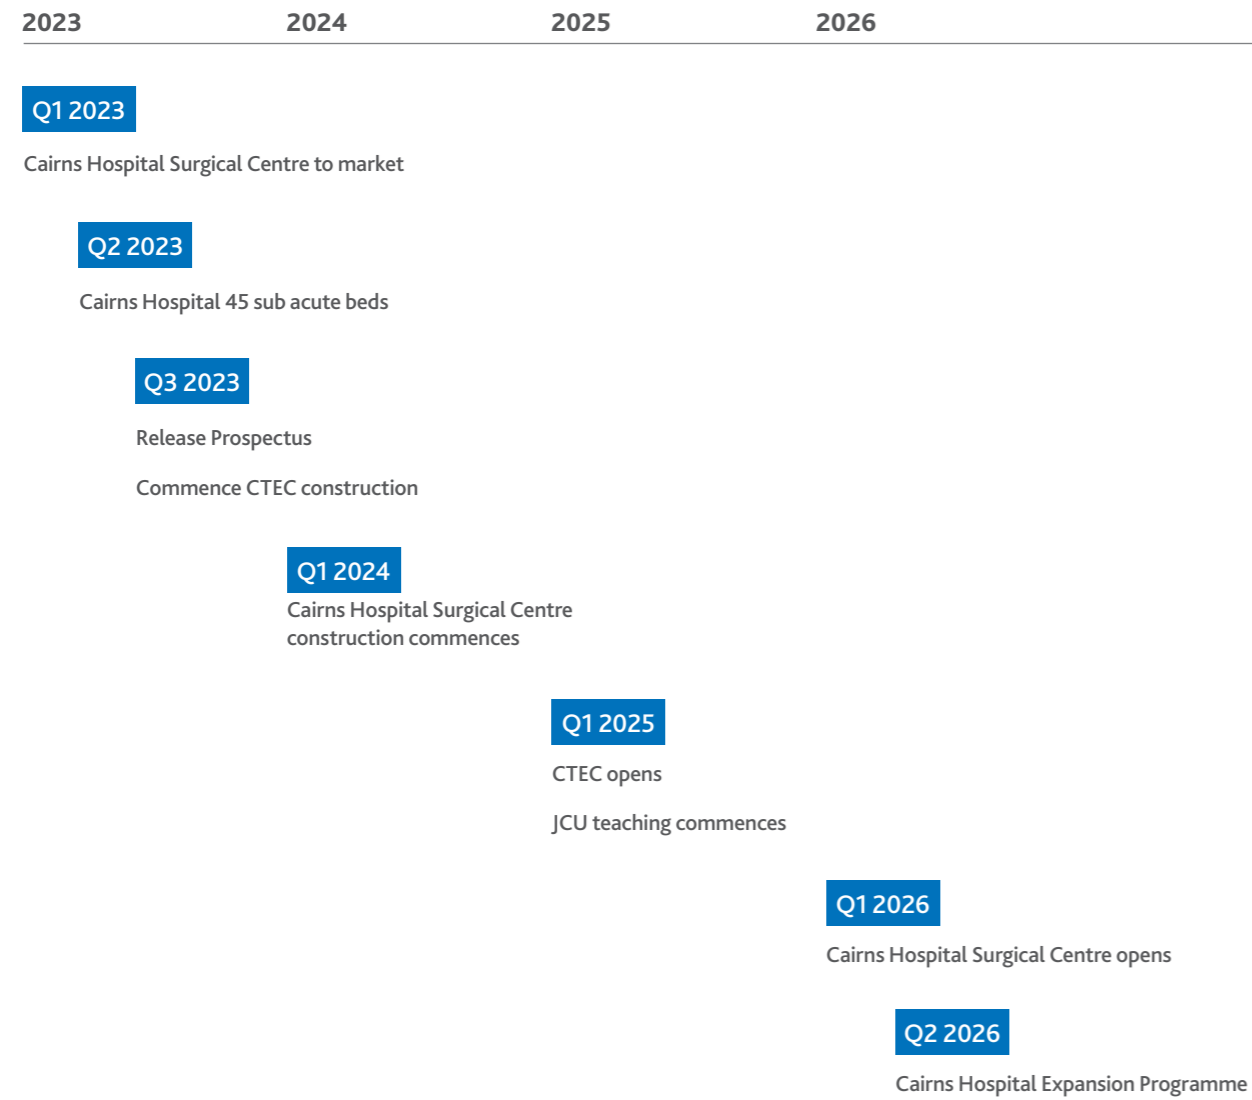 2023 2024 2025 2026
Q1 2023
Cairns Hospital Surgical Centre to market
Q2 2023
Cairns Hospital 45 sub acute beds
Q3 2023
Release Prospectus
Commence CTEC construction
Q1 2024
Cairns Hospital Surgical Centre
construction commences
Q1 2025
CTEC opens
JCU teaching commences
Q1 2026
Cairns Hospital Surgical Centre opens
Q2 2026
Cairns Hospital Expansion Programme